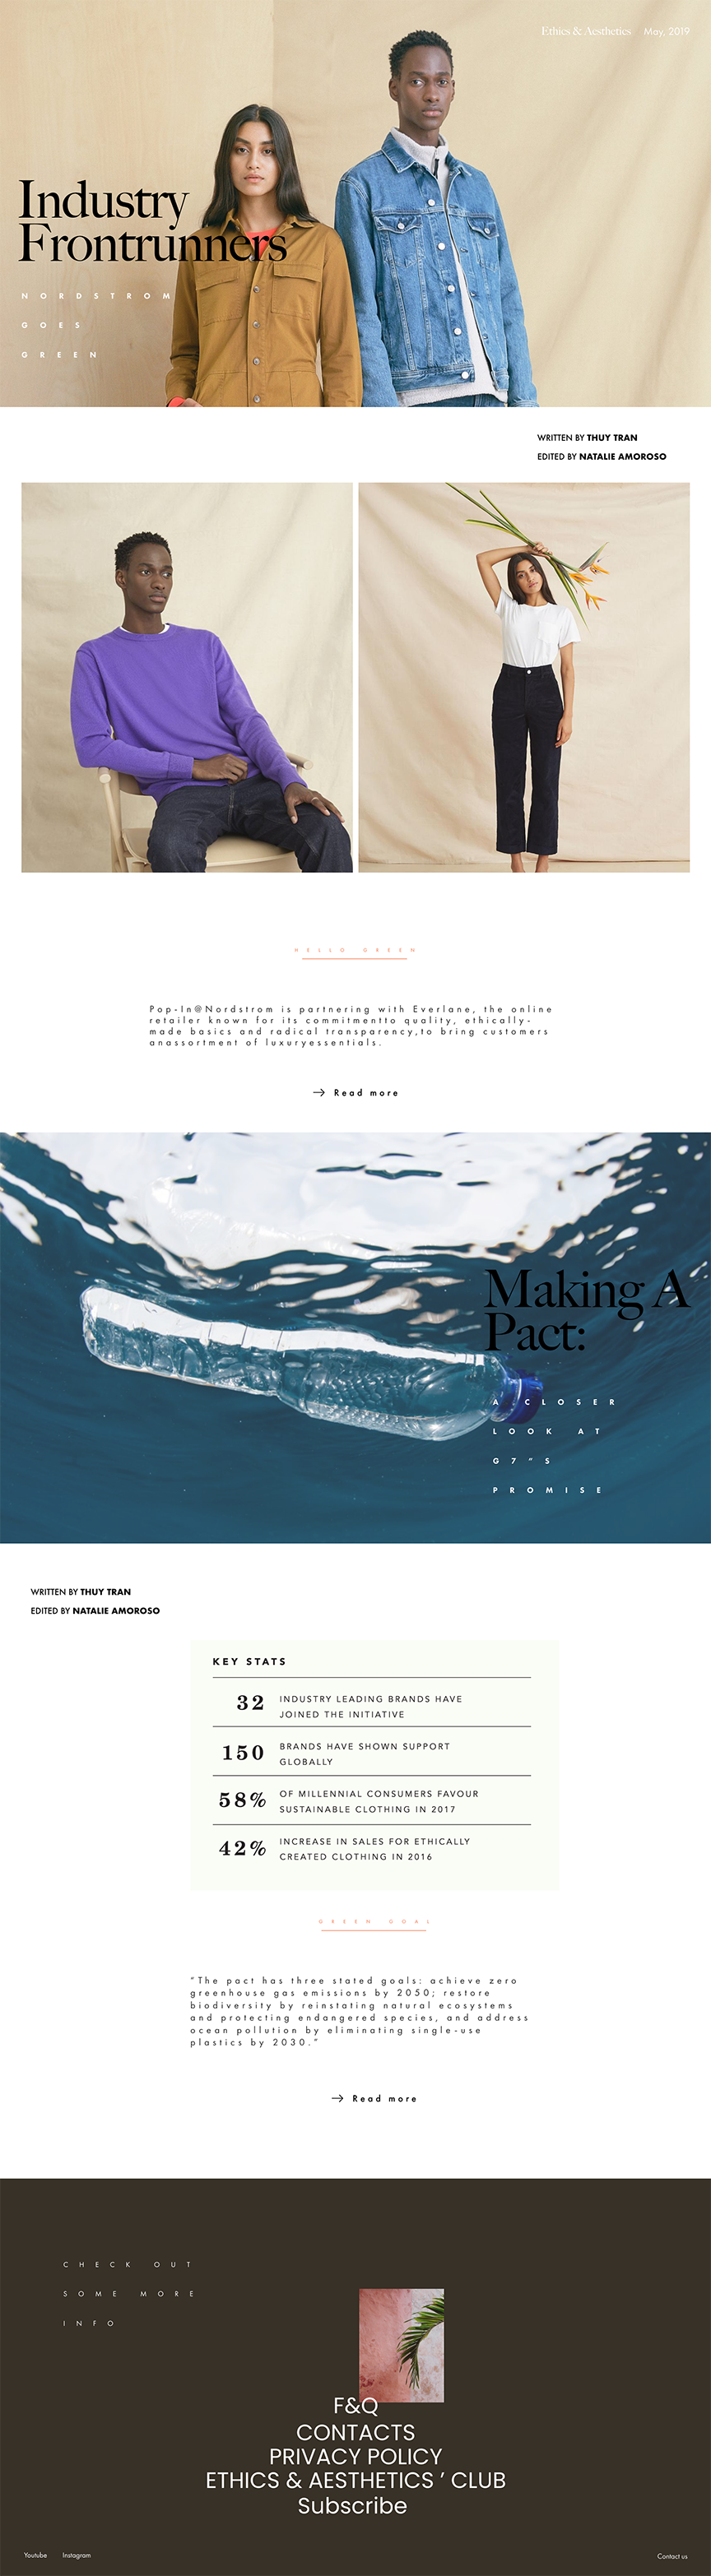 Ethics & Aesthetics May, 2019
Industry
Frontrunners
NORDSTROM
GOES
GREEN
WRITTEN BY THUY TRAN
EDITED BY NATALIE AMOROSO
HELLO GREEN
Pop-In@Nordstrom is partnering with Everlane, the online
retailer known for its commitmentto quality, ethically-
made basics and radical transparency,to bring customers
anassortment of luxuryessentials.
→ Read more
Making A
Pact:
A CLOSER
LOOK AT
G7"S
PROMISE
WRITTEN BY THUY TRAN
EDITED BY NATALIE AMOROSO
KEY STATS
32 INDUSTRY LEADING BRANDS HAVE
JOINED THE INITIATIVE
150 BRANDS HAVE SHOWN SUPPORT
GLOBALLY
58% OF MILLENNIAL CONSUMERS FAVOUR
SUSTAINABLE CLOTHING IN 2017
42% INCREASE IN SALES FOR ETHICALLY
CREATED CLOTHING IN 2016
GREEN GOAL
"The pact has three stated goals: achieve zero
greenhouse gas emissions by 2050; restore
biodiversity by reinstating natural ecosystems
and protecting endangered species, and address
ocean pollution by eliminating single-use
plastics by 2030."
→ Read more
CHECK OUT
SOME MORE
INFO
F&Q
CONTACTS
PRIVACY POLICY
ETHICS & AESTHETICS ’ CLUB
Subscribe
Youtube Instagram
Contact us